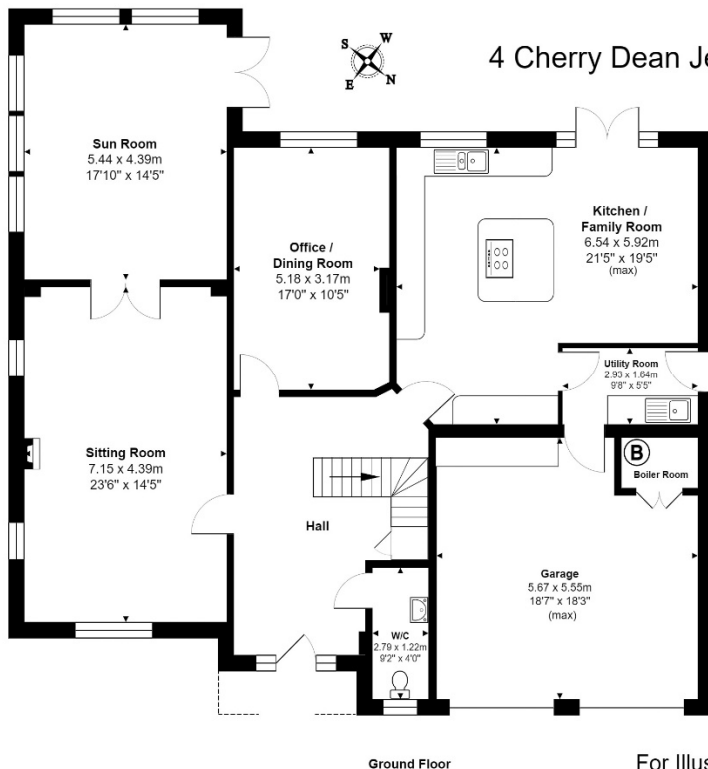 4 Cherry Dean Je
S
W
E
N
Sun Room
5.44 x 4.39m
17'10" x 14'5"
Office /
Dining Room
5.18 x 3.17m
17'0" x 10'5"
Kitchen /
Family Room
6.54 x 5.92m
21'5" x 19'5"
(max)
Utility Room
2.93 x 1.64m
9'8" x 5'5"
Sitting Room
7.15 x 4.39m
23'6" x 14'5"
B
Boiler Room
Hall
Garage
5.67 x 5.55m
18'7" x 18'3"
(max)
W/C
2.79 x 1.22m
9'2" x 4'0"
Ground Floor
For Illus